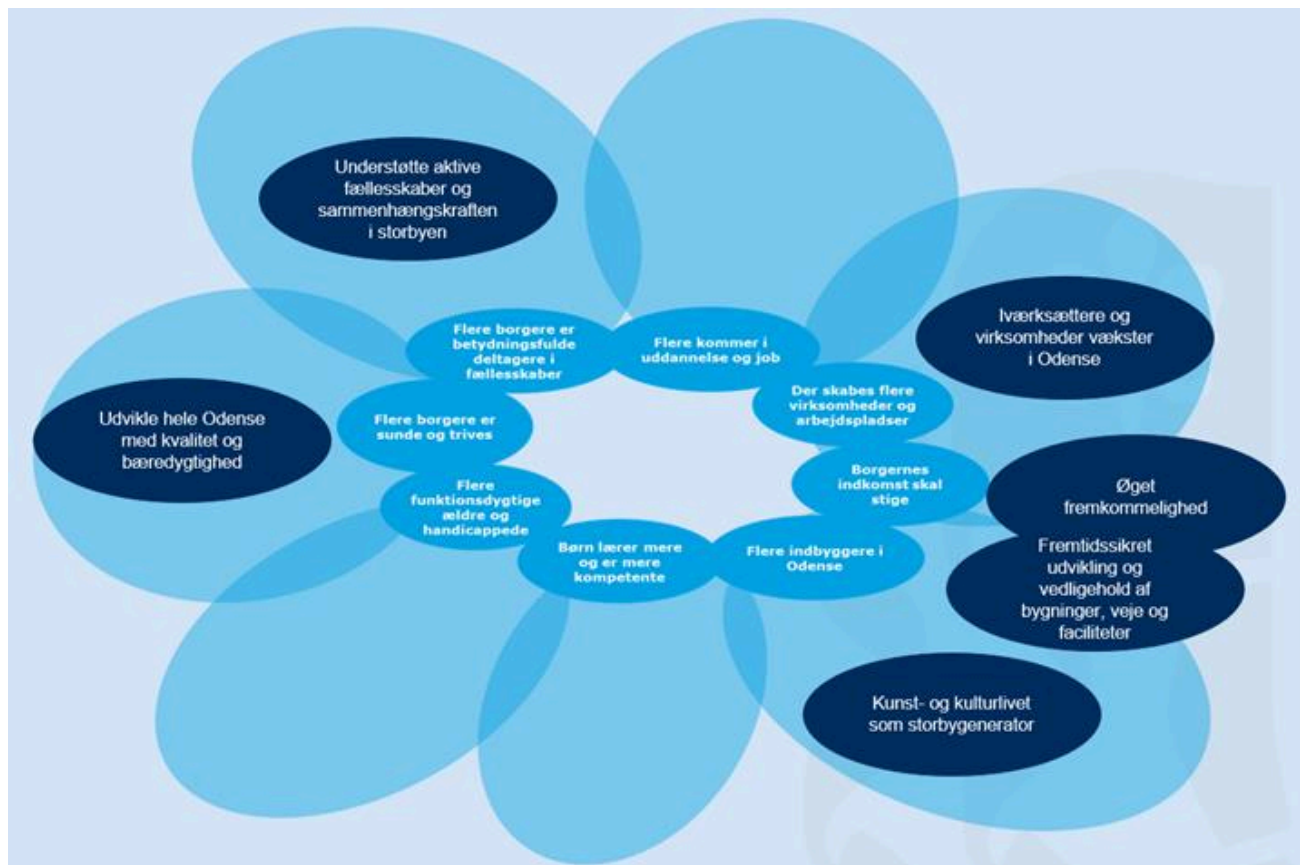 Understøtte aktive
fællesskaber og
sammenhængskraften
i storbyen
Iværksættere og
virksomheder vækster
i Odense
Flere borgere er
betydningsfulde
deltagere i
fællesskaber
Flere kommer i
uddannelse og job
Der skabes flere
virksomheder og
arbejdspladser
Udvikle hele Odense
med kvalitet og
bæredygtighed
Flere borgere er
sunde og trives
Borgernes
indkomst skal
stige
Øget
fremkommelighed
Flere
funktionsdygtige
ældre og
handicappede
Børn lærer mere
og er mere
kompetente
Flere indbyggere i
Odense
Fremtidssikret
udvikling og
vedligehold af
bygninger, veje og
faciliteter
Kunst- og kulturlivet
som storbygenerator